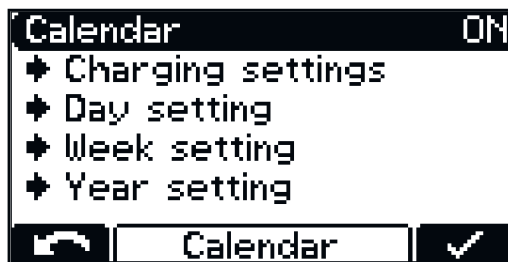 Calendar ON
Charging settings
Day setting
Week setting
Year setting
Calendar